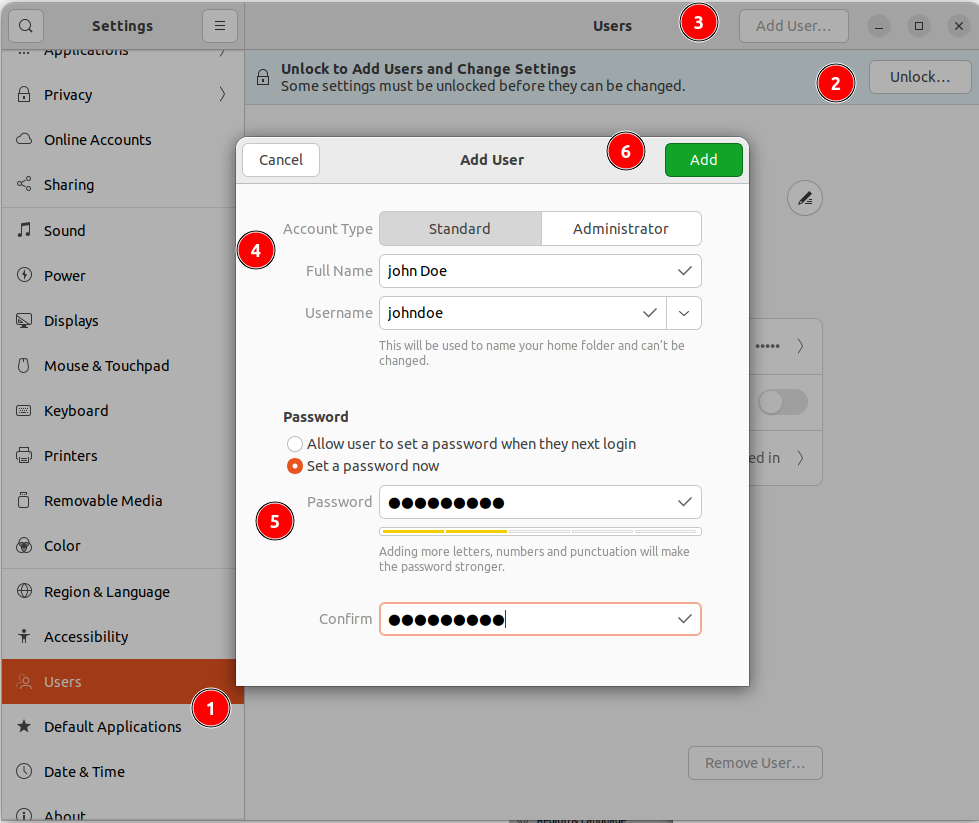 Settings
Users
3
Add User...
Applications
Unlock to Add Users and Change Settings
Some settings must be unlocked before they can be changed.
2
Unlock...
Privacy
Online Accounts
Sharing
Sound
Power
Displays
Mouse & Touchpad
Keyboard
Printers
Removable Media
Color
Region & Language
Accessibility
Users
1
Default Applications
Date & Time
About
Cancel
Add User
6
Add
Account Type
Standard
Administrator
4
Full Name
john Doe
Username
johndoe
This will be used to name your home folder and can't be
changed.
Password
Allow user to set a password when they next login
Set a password now
Password
●●●●●●●●●
5
Adding more letters, numbers and punctuation will make
the password stronger.
Confirm
●●●●●●●●●
•••••
ed in
Remove User...
Region & Language